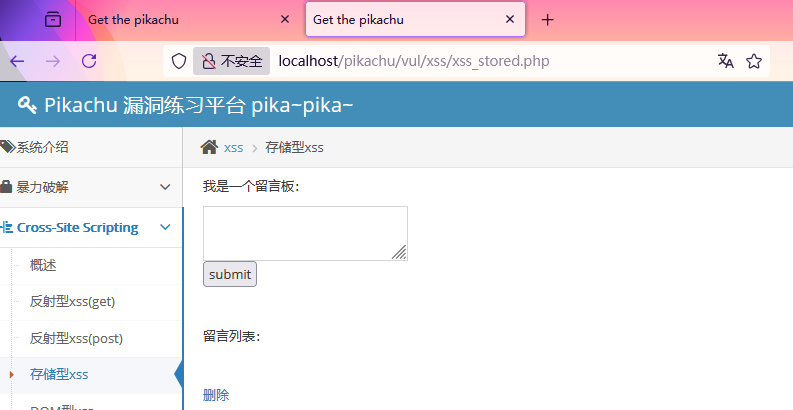 Get the pikachu
Get the pikachu
不安全 localhost/pikachu/vul/xss/xss_stored.php
Pikachu 漏洞练习平台 pika~pika~
系统介绍
xss > 存储型xss
暴力破解
我是一个留言板：
Cross-Site Scripting
submit
概述
反射型xss(get)
反射型xss(post)
留言列表：
存储型xss
删除
DOM型xss